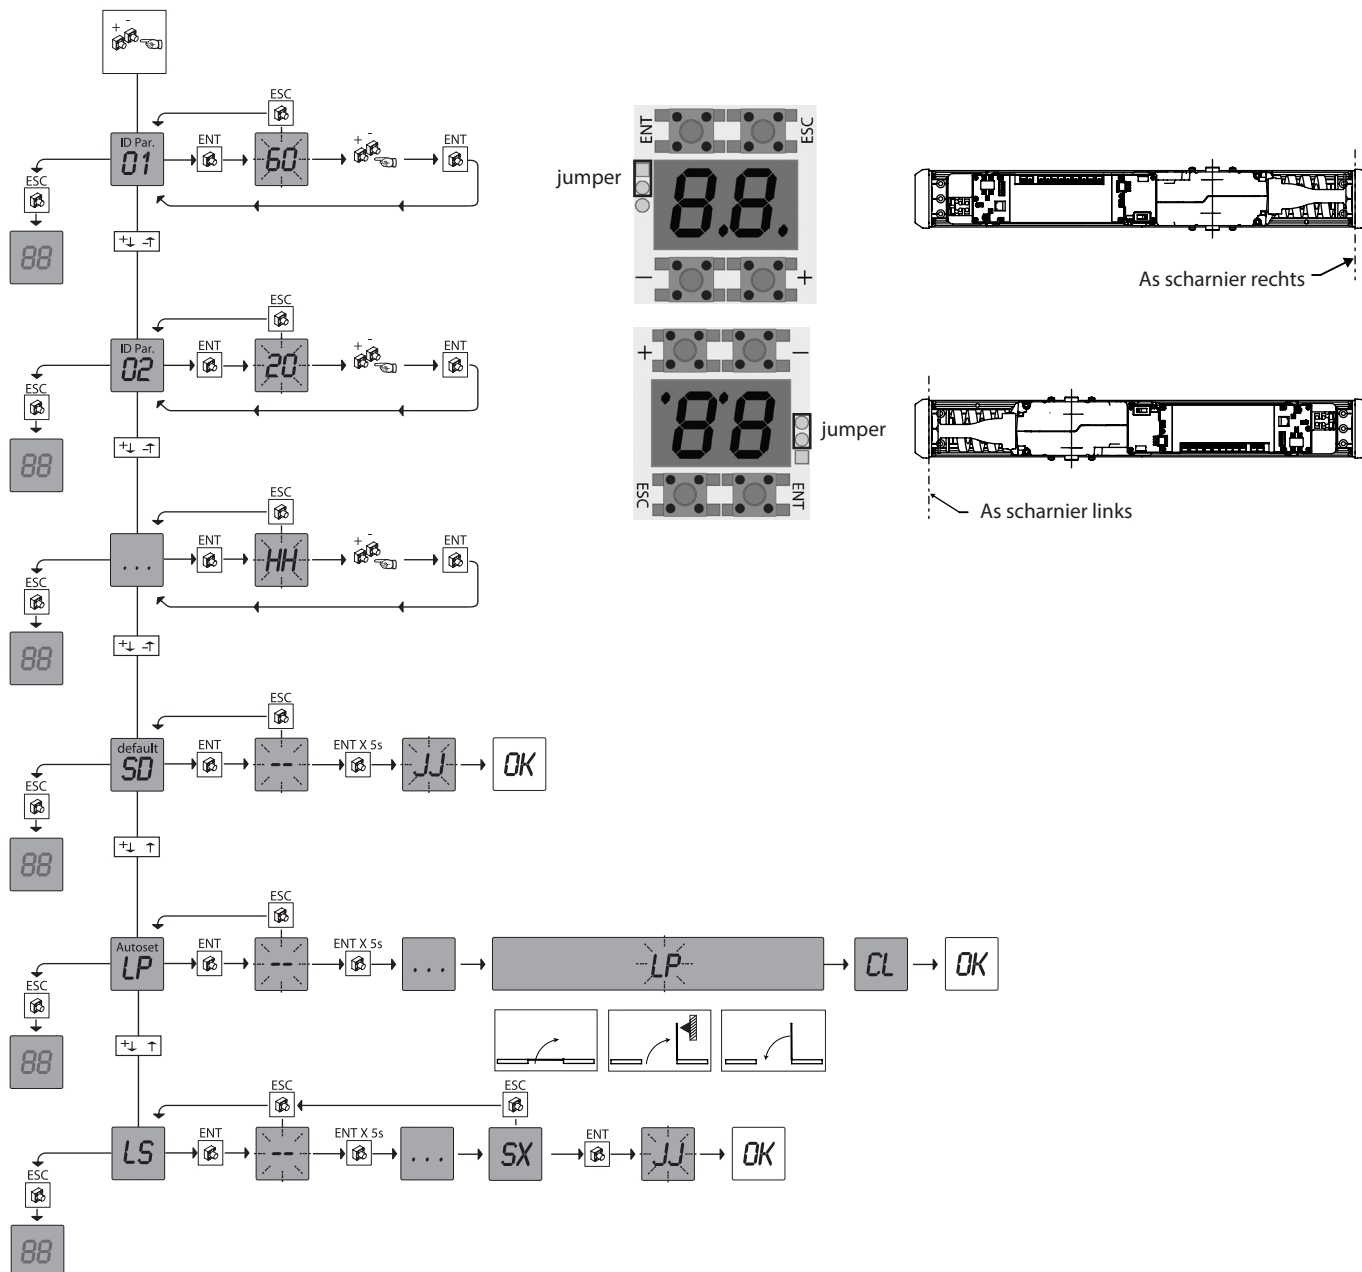 + -
ESC
ID Par.
01
ENT
60
+ -
ENT
ESC
88
+ -
ESC
ID Par.
02
ENT
20
+ -
ENT
ESC
88
+ -
ESC
...
ENT
HH
+ -
ENT
ESC
88
+ -
ESC
default
SD
ENT
--
ENT X 5s
JJ
OK
ESC
88
+
ESC
Autoset
LP
ENT
--
ENT X 5s
...
LP
CL
OK
ESC
88
+
ESC
ESC
LS
ENT
--
ENT X 5s
...
SX
ENT
JJ
OK
ESC
88
ENT
ESC
jumper
8.8.
- +
As scharnier rechts
+ -
88
jumper
ESC
ENT
As scharnier links